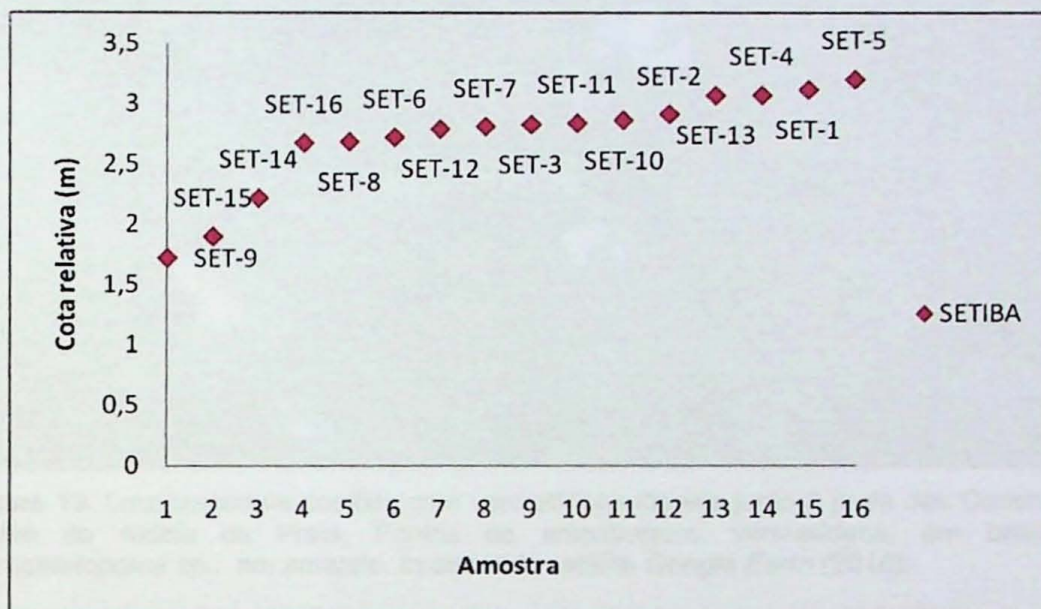 3,5
3
2,5
2
1,5
1
0,5
0
Cota relativa (m)
SET-9
SET-15
SET-14
SET-16
SET-8
SET-6
SET-12
SET-7
SET-3
SET-11
SET-10
SET-2
SET-13
SET-4
SET-1
SET-5
SETIBA
1 2 3 4 5 6 7 8 9 10 11 12 13 14 15 16
Amostra